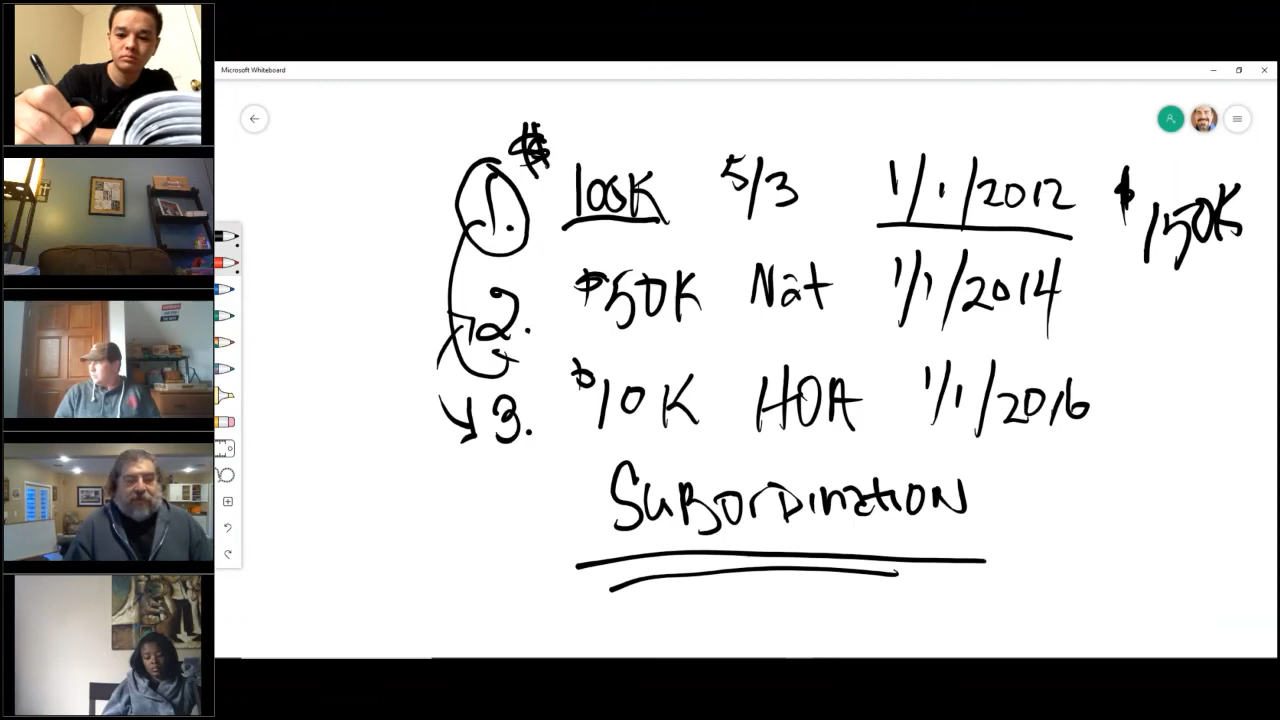 Microsoft Whiteboard
1. $ 100K 5/3 1/1/2012 $150K
2. $50K Nat 1/1/2014
3. $10K HOA 1/1/2016
SuBorDination